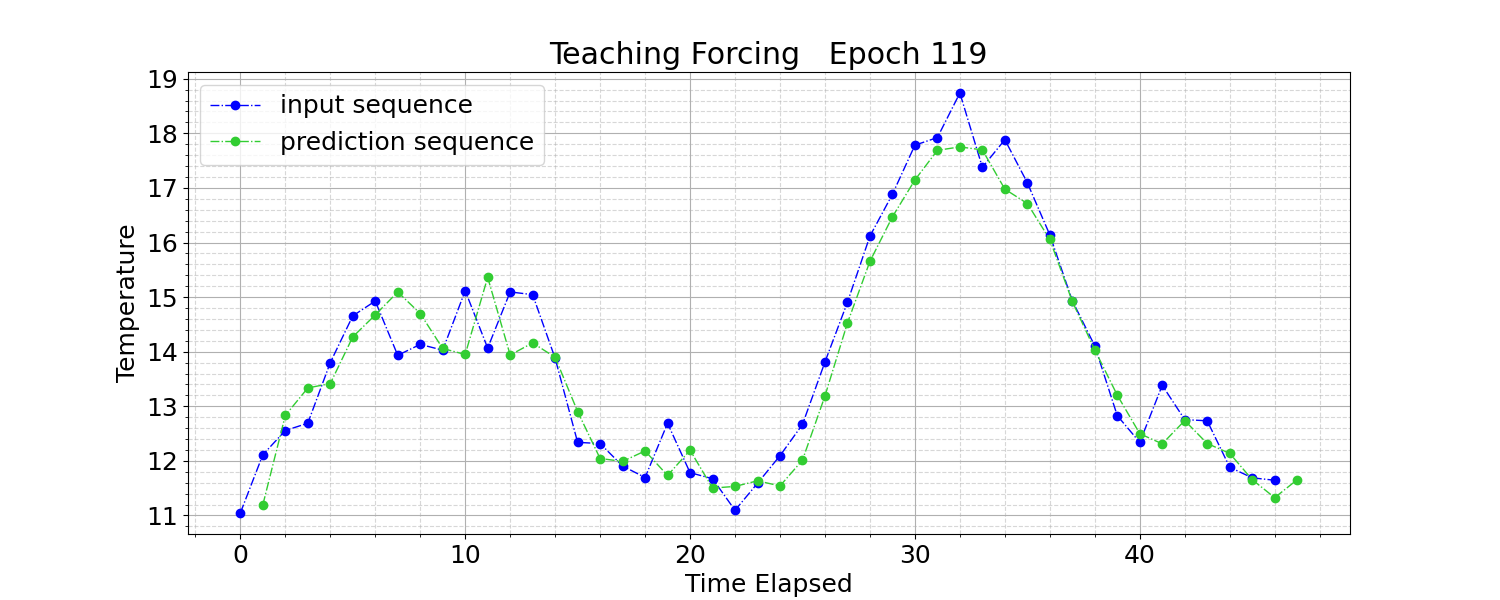 Teaching Forcing   Epoch 119
input sequence
prediction sequence
Temperature
19
18
17
16
15
14
13
12
11
0 10 20 30 40
Time Elapsed